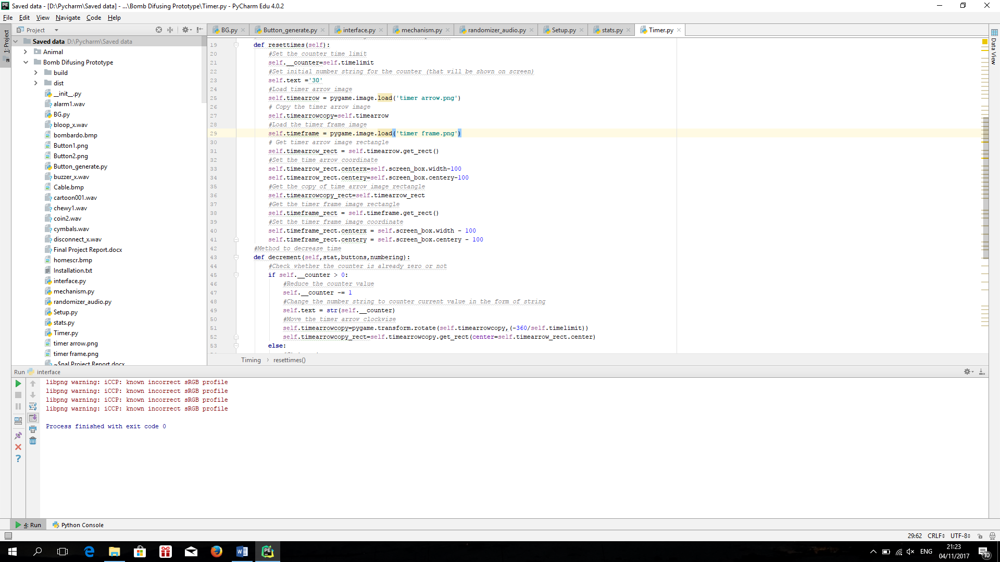 Saved data - [D:\Pycharm\Saved data] - ...\Bomb Difusing Prototype\Timer.py - PyCharm Edu 4.0.2
File Edit View Navigate Code Help
Project
BG.py Button_generate.py interface.py mechanism.py randomizer_audio.py Setup.py stats.py Timer.py
1: Project
Data View
Saved data D:\Pycharm\Saved data
Animal
Bomb Difusing Prototype
build
dist
__init__.py
alarm1.wav
BG.py
bloop_x.wav
bombardo.bmp
Button1.png
Button2.png
Button_generate.py
buzzer_x.wav
Cable.bmp
cartoon001.wav
chewy1.wav
coin2.wav
cymbals.wav
disconnect_x.wav
Final Project Report.docx
homescr.bmp
Installation.txt
interface.py
mechanism.py
randomizer_audio.py
Setup.py
stats.py
Timer.py
timer arrow.png
timer frame.png
~$nal Project Report.docx
19 def resettimes(self):
20 #Set the counter time limit
21 self.__counter=self.timelimit
22 #Set initial number string for the counter (that will be shown on screen)
23 self.text ='30'
24 #Load timer arrow image
25 self.timearrow = pygame.image.load('timer arrow.png')
26 # Copy the timer arrow image
27 self.timearrowcopy=self.timearrow
28 #Load the timer frame image
29 self.timeframe = pygame.image.load('timer frame.png')
30 # Get timer arrow image rectangle
31 self.timearrow_rect = self.timearrow.get_rect()
32 #Set the time arrow coordinate
33 self.timearrow_rect.centerx=self.screen_box.width-100
34 self.timearrow_rect.centery=self.screen_box.centery-100
35 #Get the copy of time arrow image rectangle
36 self.timearrowcopy_rect=self.timearrow_rect
37 #Get the timer frame image rectangle
38 self.timeframe_rect = self.timeframe.get_rect()
39 #Set the timer frame image coordinate
40 self.timeframe_rect.centerx = self.screen_box.width - 100
41 self.timeframe_rect.centery = self.screen_box.centery - 100
42 #Method to decrease time
43 def decrement(self,stat,buttons,numbering):
44 #Check whether the counter is already zero or not
45 if self.__counter > 0:
46 #Reduce the counter value
47 self.__counter -= 1
48 #Change the number string to counter current value in the form of string
49 self.text = str(self.__counter)
50 #Move the timer arrow clockwise
51 self.timearrowcopy=pygame.transform.rotate(self.timearrowcopy,(-360/self.timelimit))
52 self.timearrowcopy_rect=self.timearrowcopy.get_rect(center=self.timearrow_rect.center)
53 else:
Timing resettimes()
Run interface
libpng warning: iCCP: known incorrect sRGB profile
libpng warning: iCCP: known incorrect sRGB profile
libpng warning: iCCP: known incorrect sRGB profile
libpng warning: iCCP: known incorrect sRGB profile
Process finished with exit code 0
4: Run Python Console
29:62 CRLF UTF-8
ENG
21:23
04/11/2017
10